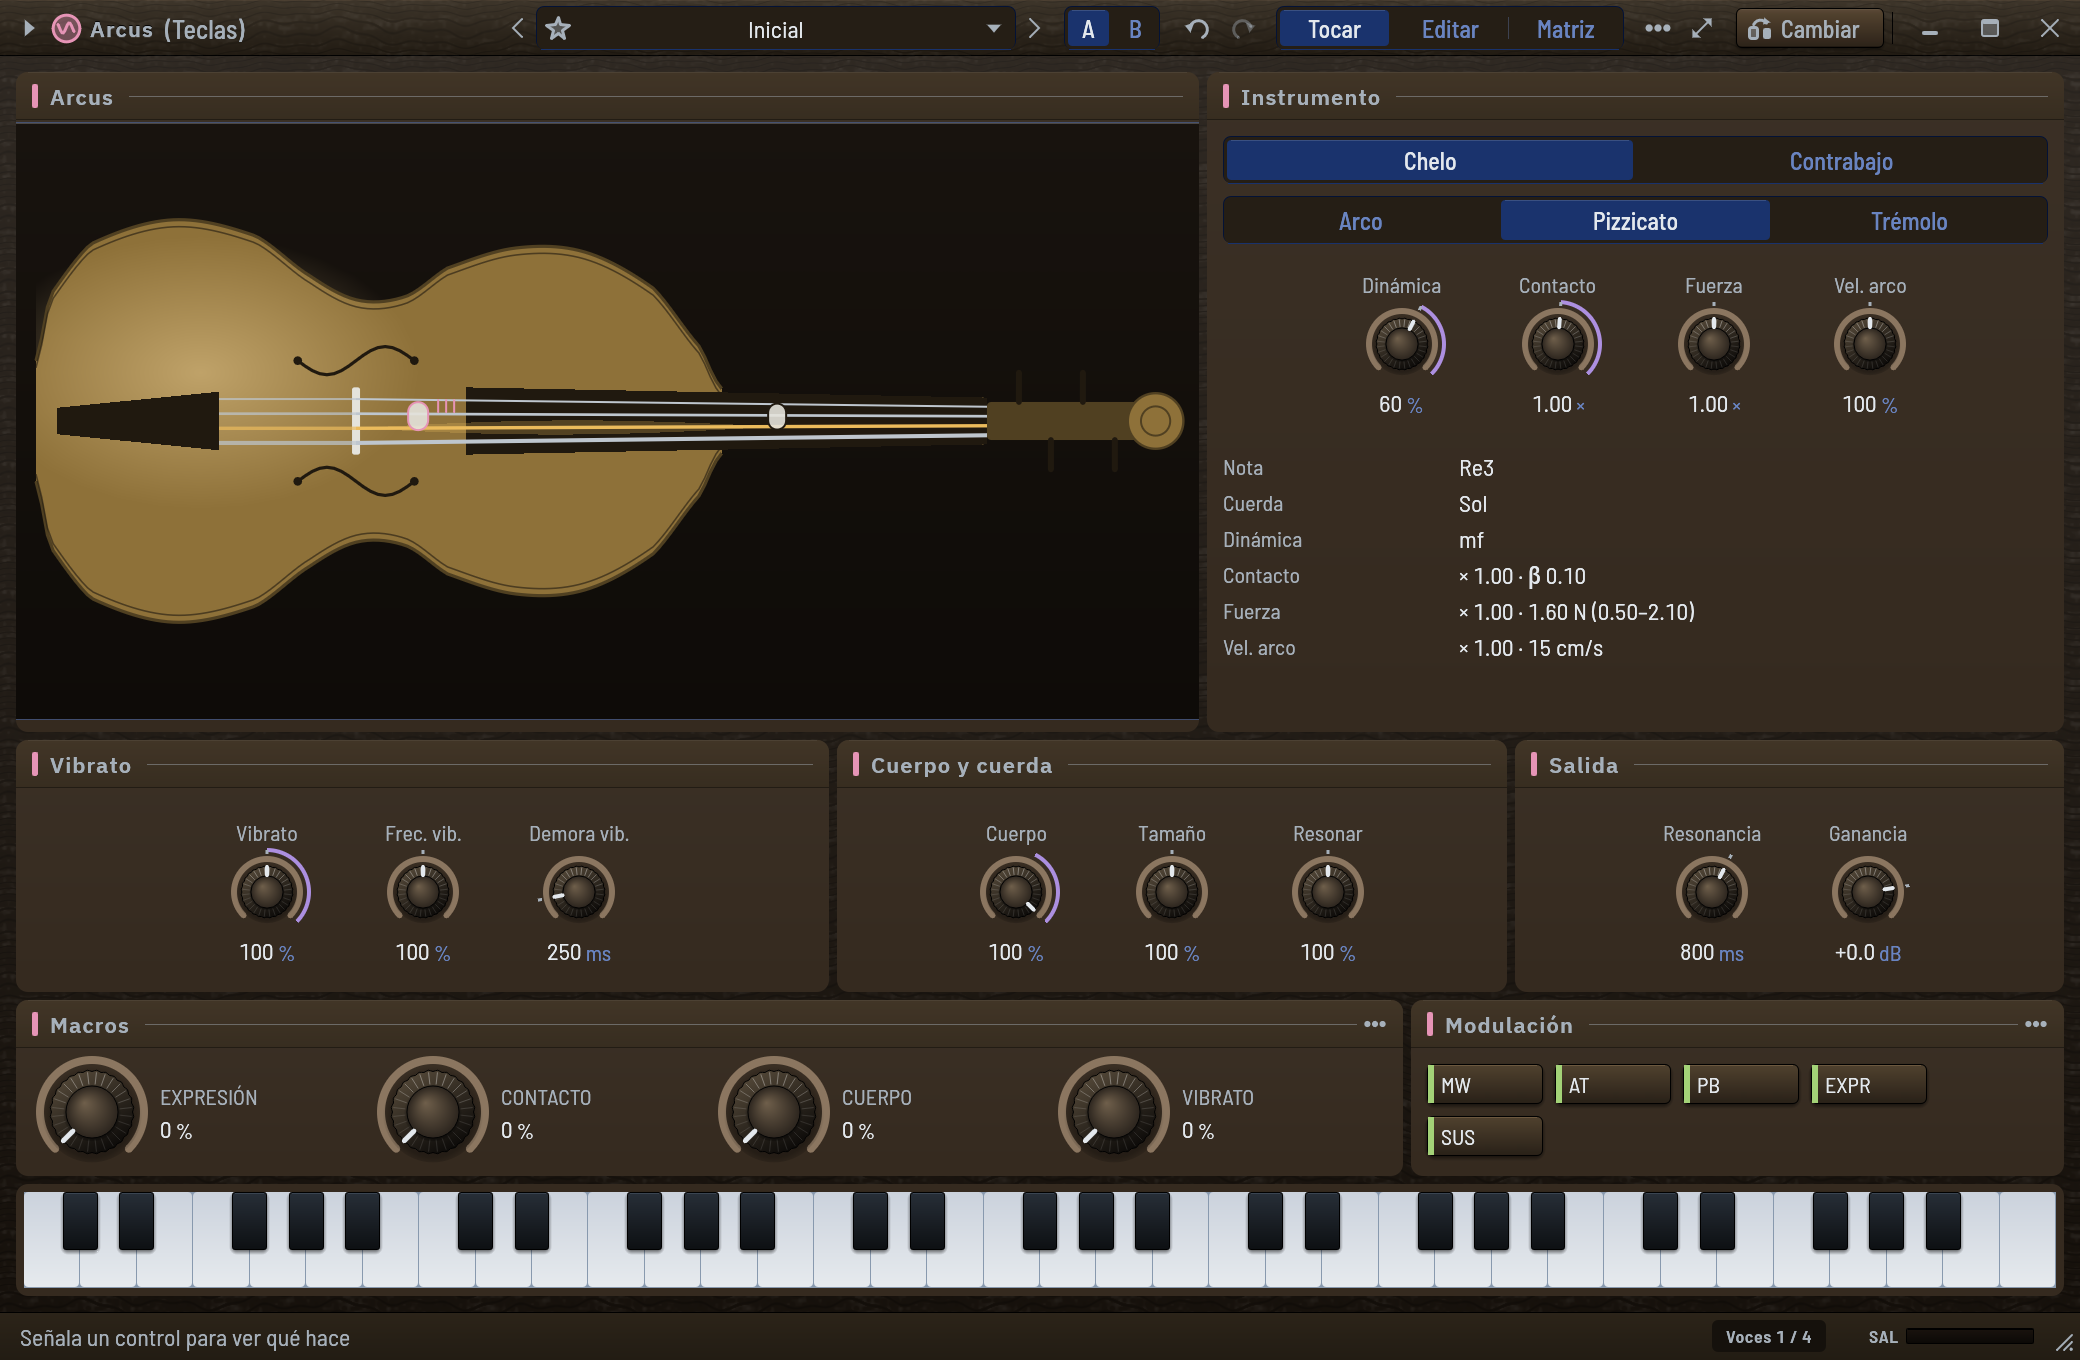 Arcus (Teclas)
Inicial
A B
Tocar Editar Matriz
Cambiar
Arcus
Instrumento
Chelo Contrabajo
Arco Pizzicato Trémolo
Dinámica Contacto Fuerza Vel. arco
60 % 1.00 × 1.00 × 100 %
Nota Re3
Cuerda Sol
Dinámica mf
Contacto × 1.00 · β 0.10
Fuerza × 1.00 · 1.60 N (0.50–2.10)
Vel. arco × 1.00 · 15 cm/s
Vibrato
Vibrato Frec. vib. Demora vib.
100 % 100 % 250 ms
Cuerpo y cuerda
Cuerpo Tamaño Resonar
100 % 100 % 100 %
Salida
Resonancia Ganancia
800 ms +0.0 dB
Macros
EXPRESIÓN
0 %
CONTACTO
0 %
CUERPO
0 %
VIBRATO
0 %
Modulación
MW AT PB EXPR
SUS
Señala un control para ver qué hace
Voces 1 / 4
SAL